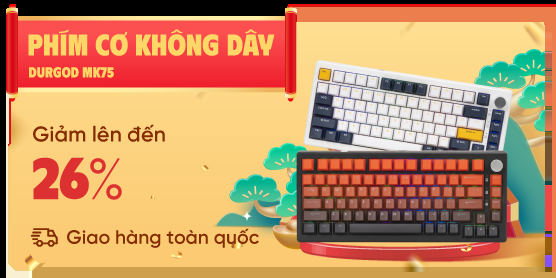 PHÍM CƠ KHÔNG DÂY
DURGOD MK75
Giảm lên đến
26%
Giao hàng toàn quốc